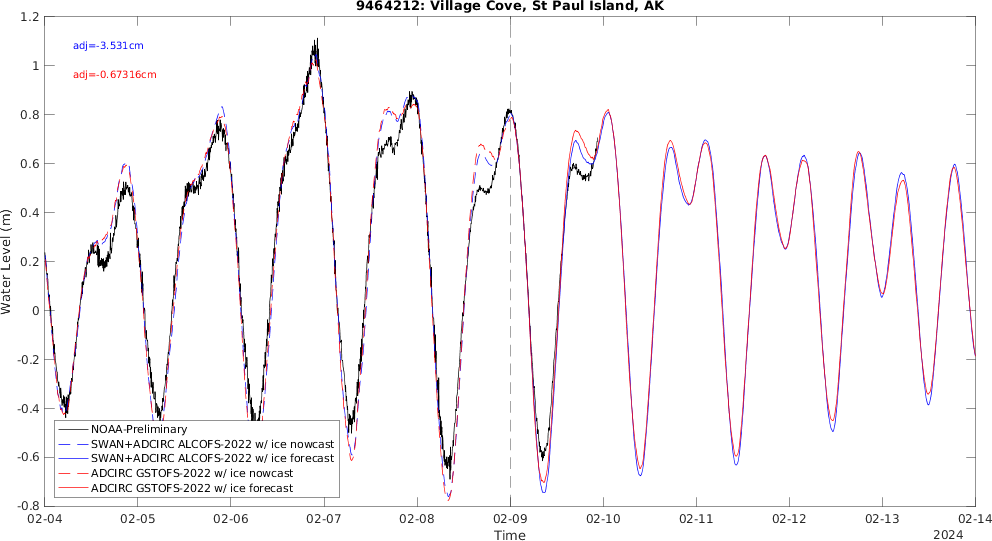 9464212: Village Cove, St Paul Island, AK
adj=-3.531cm
adj=-0.67316cm
1.2
1
0.8
0.6
0.4
0.2
0
-0.2
-0.4
-0.6
-0.8
Water Level (m)
NOAA-Preliminary
SWAN+ADCIRC ALCOFS-2022 w/ ice nowcast
SWAN+ADCIRC ALCOFS-2022 w/ ice forecast
ADCIRC GSTOFS-2022 w/ ice nowcast
ADCIRC GSTOFS-2022 w/ ice forecast
02-04 02-05 02-06 02-07 02-08 02-09 02-10 02-11 02-12 02-13 02-14
Time
2024